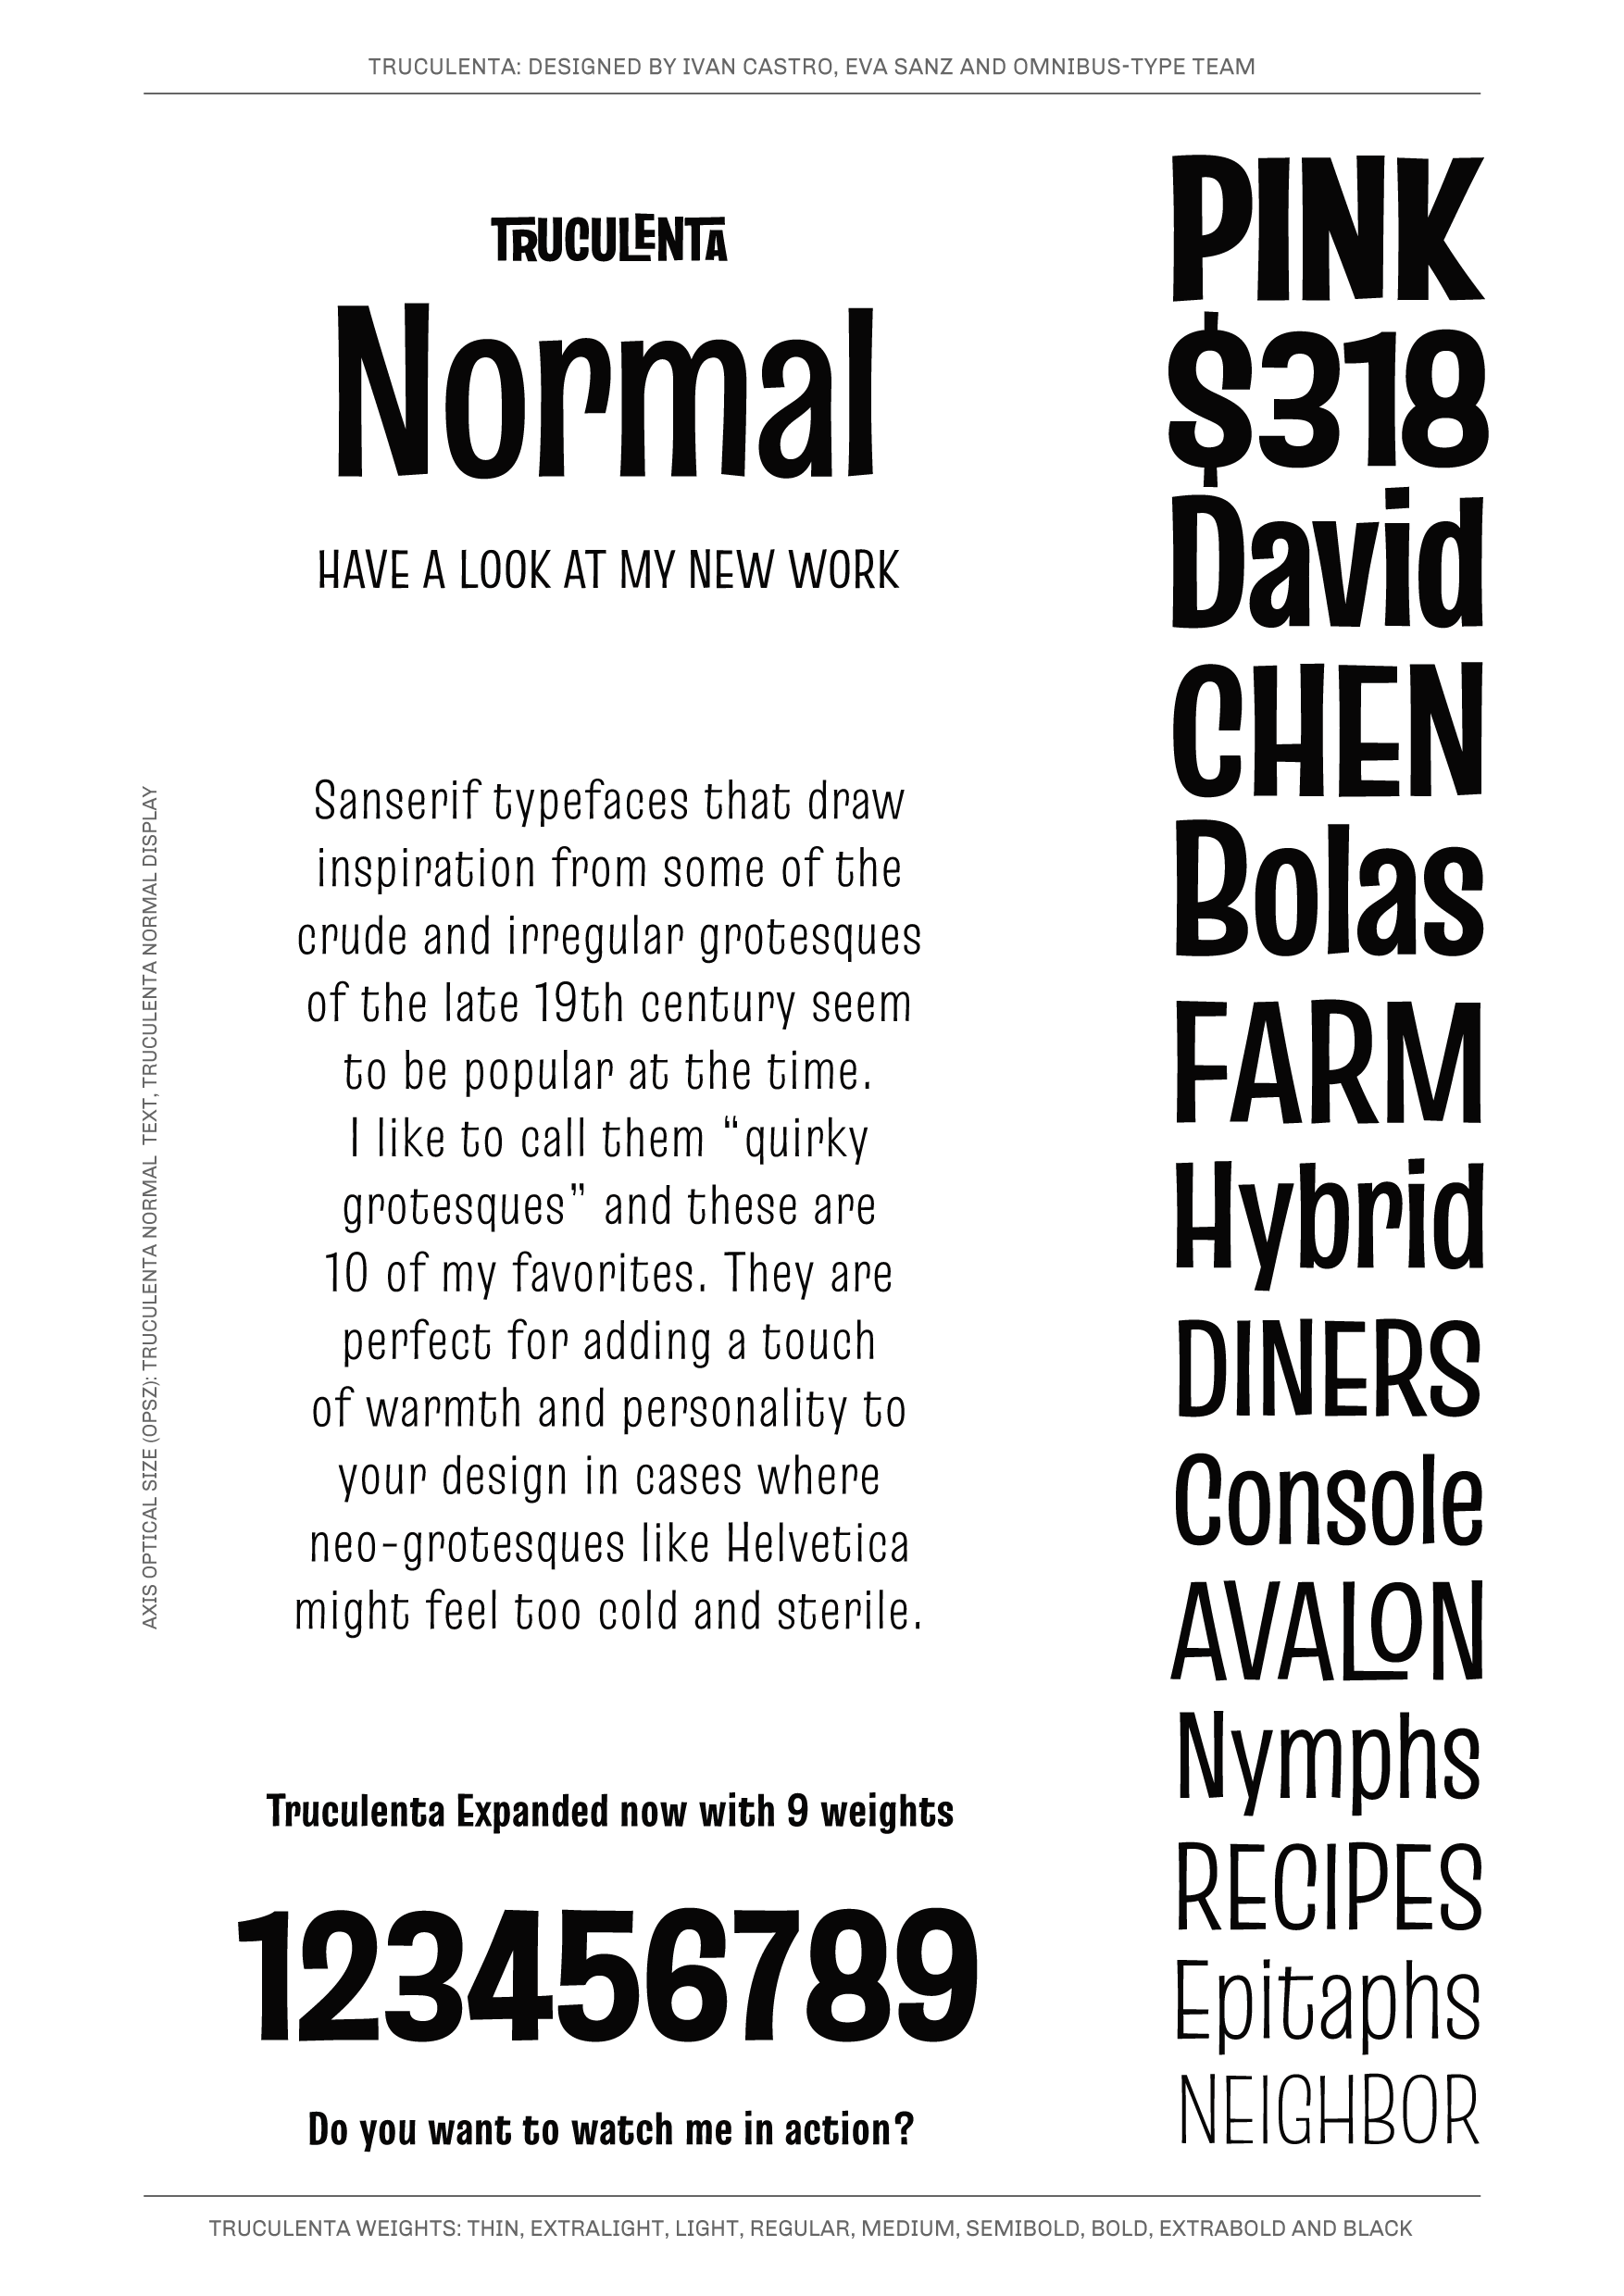 TRUCULENTA: DESIGNED BY IVAN CASTRO, EVA SANZ AND OMNIBUS-TYPE TEAM
TRUCULENTA
Normal
HAVE A LOOK AT MY NEW WORK
AXIS OPTICAL SIZE (OPSZ): TRUCULENTA NORMAL TEXT, TRUCULENTA NORMAL DISPLAY
Sanserif typefaces that draw
inspiration from some of the
crude and irregular grotesques
of the late 19th century seem
to be popular at the time.
I like to call them “quirky
grotesques” and these are
10 of my favorites. They are
perfect for adding a touch
of warmth and personality to
your design in cases where
neo-grotesques like Helvetica
might feel too cold and sterile.
Truculenta Expanded now with 9 weights
123456789
Do you want to watch me in action?
PINK
$318
David
CHEN
Bolas
FARM
Hybrid
DINERS
Console
AVALON
Nymphs
RECIPES
Epitaphs
NEIGHBOR
TRUCULENTA WEIGHTS: THIN, EXTRALIGHT, LIGHT, REGULAR, MEDIUM, SEMIBOLD, BOLD, EXTRABOLD AND BLACK